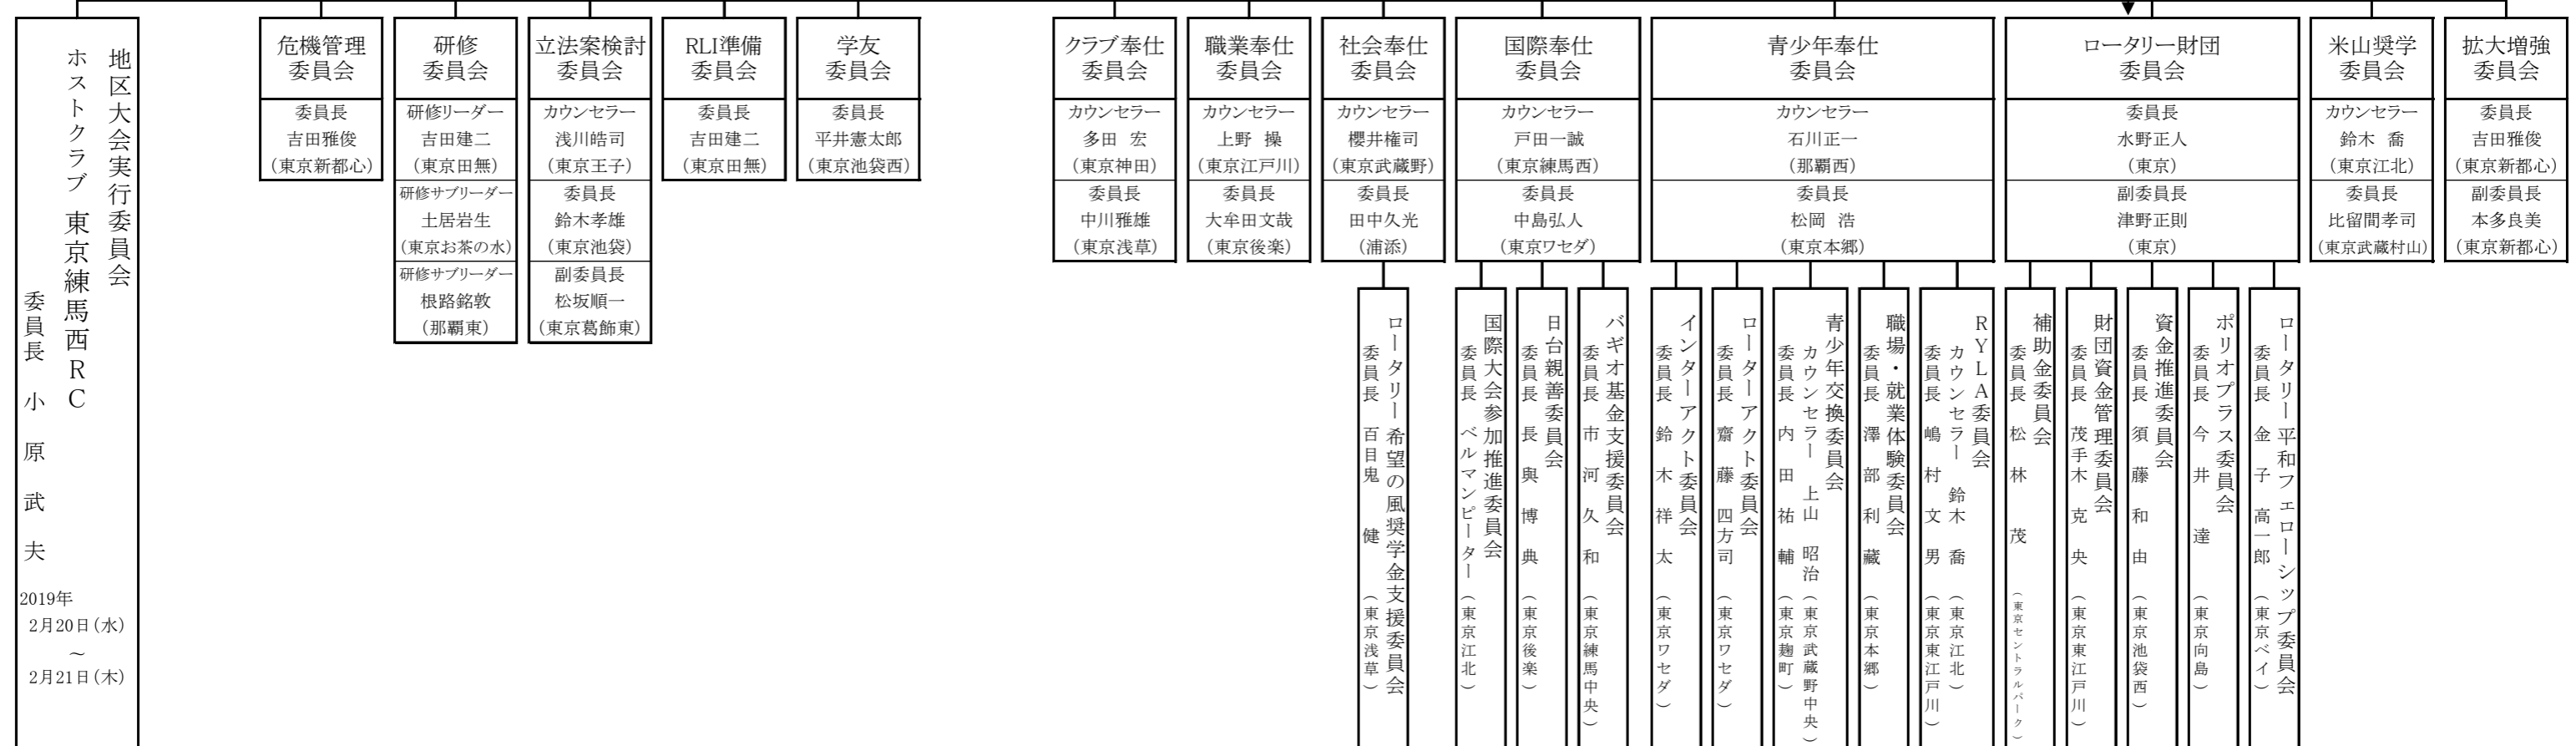 地区大会実行委員会
ホストクラブ 東京練馬西RC
委員長 小原武夫
2019年
2月20日(水)
～
2月21日(木)
危機管理
委員会
委員長
吉田雅俊
(東京新都心)
研修
委員会
研修リーダー
吉田建二
(東京田無)
研修サブリーダー
土居岩生
(東京お茶の水)
研修サブリーダー
根路銘敦
(那覇東)
立法案検討
委員会
カウンセラー
浅川皓司
(東京王子)
委員長
鈴木孝雄
(東京池袋)
副委員長
松坂順一
(東京葛飾東)
RLI準備
委員会
委員長
吉田建二
(東京田無)
学友
委員会
委員長
平井憲太郎
(東京池袋西)
クラブ奉仕
委員会
カウンセラー
多田 宏
(東京神田)
委員長
中川雅雄
(東京浅草)
職業奉仕
委員会
カウンセラー
上野 操
(東京江戸川)
委員長
大牟田文哉
(東京後楽)
社会奉仕
委員会
カウンセラー
櫻井権司
(東京武蔵野)
委員長
田中久光
(浦添)
ロータリー希望の風奨学金支援委員会
委員長 百目鬼 健 (東京浅草)
国際奉仕
委員会
カウンセラー
戸田一誠
(東京練馬西)
委員長
中島弘人
(東京ワセダ)
国際大会参加推進委員会
委員長 ベルマンピーター (東京江北)
日台親善委員会
委員長 長與博典 (東京後楽)
バギオ基金支援委員会
委員長 市河久和 (東京練馬中央)
青少年奉仕
委員会
カウンセラー
石川正一
(那覇西)
委員長
松岡 浩
(東京本郷)
インターアクト委員会
委員長 鈴木祥太 (東京ワセダ)
ローターアクト委員会
委員長 齋藤四方司 (東京ワセダ)
青少年交換委員会
カウンセラー 上山 昭治 (東京武蔵野中央)
委員長 内田祐輔 (東京麹町)
職場・就業体験委員会
委員長 澤部利藏 (東京本郷)
RYLA委員会
カウンセラー 鈴木喬 (東京江北)
委員長 嶋村文男 (東京東江戸川)
ロータリー財団
委員会
委員長
水野正人
(東京)
副委員長
津野正則
(東京)
補助金委員会
委員長 松林 茂 (東京セントラルパーク)
財団資金管理委員会
委員長 茂手木克央 (東京東江戸川)
資金推進委員会
委員長 須藤和由 (東京池袋西)
ポリオプラス委員会
委員長 今井 達 (東京向島)
ロータリー平和フェローシップ委員会
委員長 金子高一郎 (東京ベイ)
米山奨学
委員会
カウンセラー
鈴木 喬
(東京江北)
委員長
比留間孝司
(東京武蔵村山)
拡大増強
委員会
委員長
吉田雅俊
(東京新都心)
副委員長
本多良美
(東京新都心)